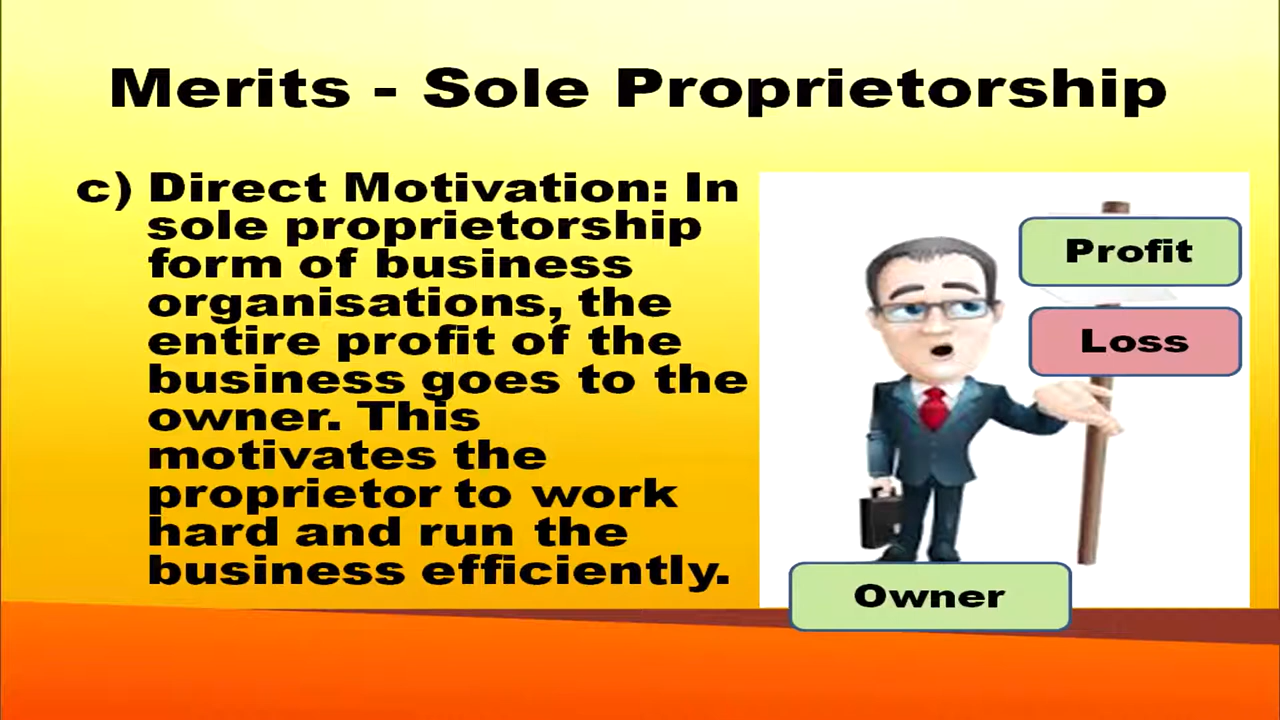 Merits - Sole Proprietorship
c) Direct Motivation: In
sole proprietorship
form of business
organisations, the
entire profit of the
business goes to the
owner. This
motivates the
proprietor to work
hard and run the
business efficiently.
Profit
Loss
Owner